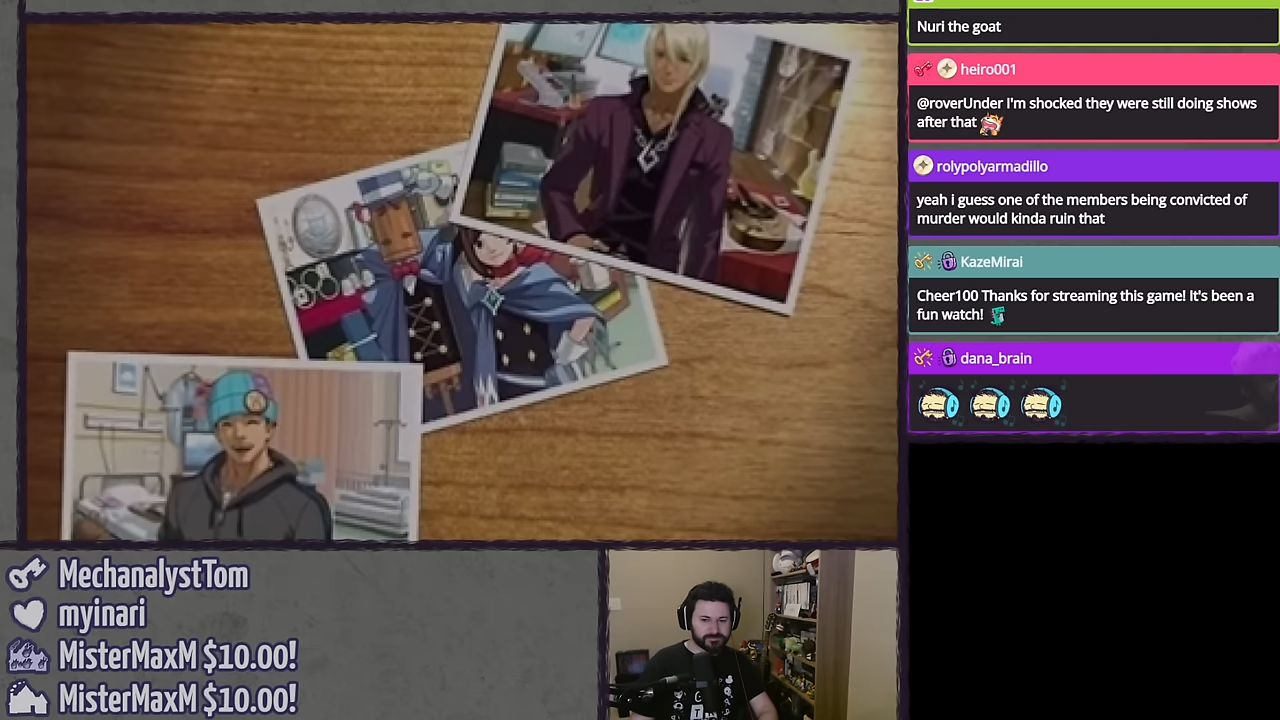 Nuri the goat
heiro001
@roverUnder I'm shocked they were still doing shows
after that
rolypolyarmadillo
yeah i guess one of the members being convicted of
murder would kinda ruin that
KazeMirai
Cheer100 Thanks for streaming this game! It's been a
fun watch!
dana_brain
MechanalystTom
myinari
MisterMaxM $10.00!
MisterMaxM $10.00!